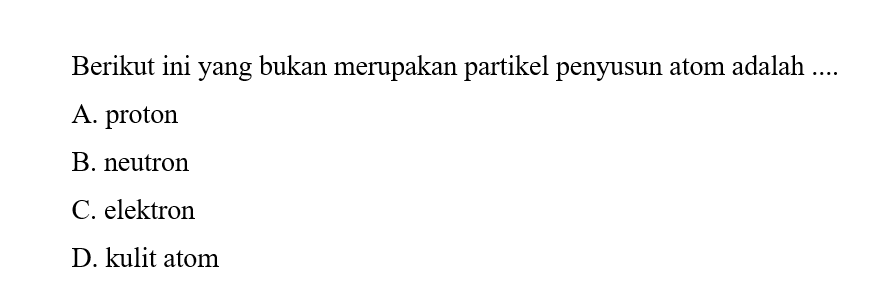 Berikut ini yang bukan merupakan partikel penyusun atom adalah ....
A. proton
B. neutron
C. elektron
D. kulit atom